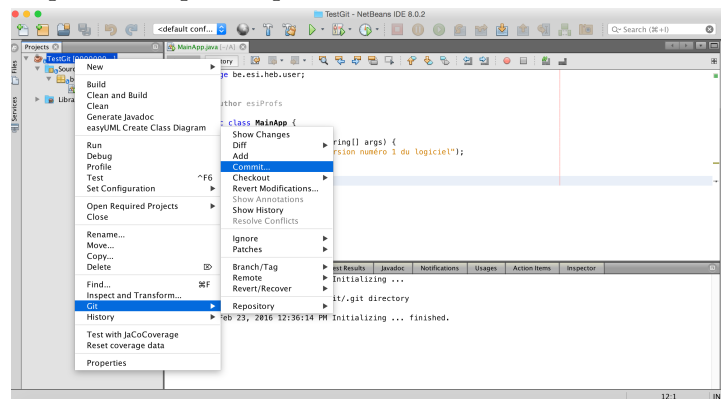 TestGit - NetBeans IDE 8.0.2
<default conf...
Search (⌘+I)
Projects
MainApp.java [-/A]
TestGit [
Sourc
b
Libra
Files
Services
tory
ge be.esi.heb.user;
uthor esiProfs
c class MainApp {
ring[] args) {
rsion numéro 1 du logiciel");
New
Build
Clean and Build
Clean
Generate Javadoc
easyUML Create Class Diagram
Run
Debug
Profile
Test ^F6
Set Configuration
Open Required Projects
Close
Rename...
Move...
Copy...
Delete
Find... ⌘F
Inspect and Transform...
Git
History
Test with JaCoCoverage
Reset coverage data
Properties
Show Changes
Diff
Add
Commit...
Checkout
Revert Modifications...
Show Annotations
Show History
Resolve Conflicts
Ignore
Patches
Branch/Tag
Remote
Revert/Recover
Repository
est Results Javadoc Notifications Usages Action Items Inspector
Initializing ...
it/.git directory
Feb 23, 2016 12:36:14 PM Initializing ... finished.
12:1 IN